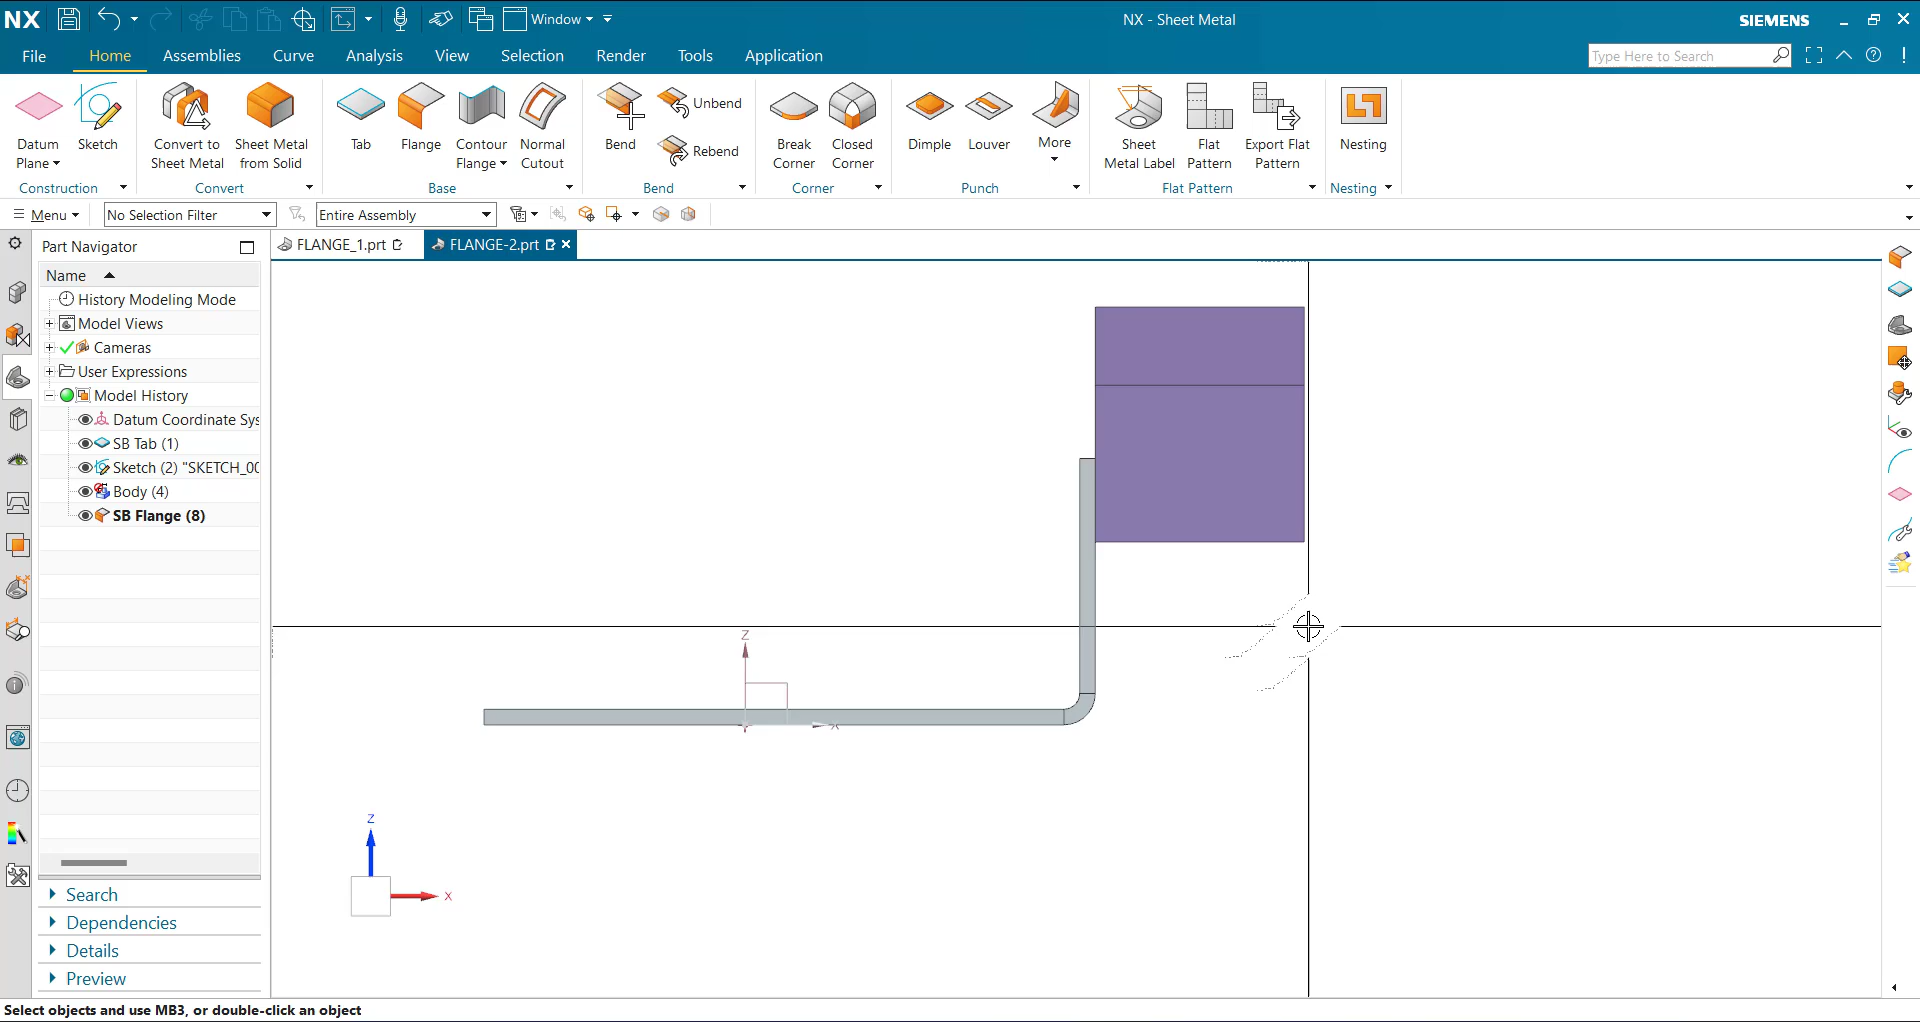 NX Window NX - Sheet Metal SIEMENS
File Home Assemblies Curve Analysis View Selection Render Tools Application Type Here to Search
Datum Plane Sketch Convert to Sheet Metal Sheet Metal from Solid Tab Flange Contour Flange Normal Cutout Bend Unbend Rebend Break Corner Closed Corner Dimple Louver More Sheet Metal Label Flat Pattern Export Flat Pattern Nesting
Construction Convert Base Bend Corner Punch Flat Pattern Nesting
Menu No Selection Filter Entire Assembly
Part Navigator FLANGE_1.prt FLANGE-2.prt
Name
History Modeling Mode
Model Views
Cameras
User Expressions
Model History
Datum Coordinate Sys
SB Tab (1)
Sketch (2) "SKETCH_00
Body (4)
SB Flange (8)
Z
X
Z
X
Search
Dependencies
Details
Preview
Select objects and use MB3, or double-click an object